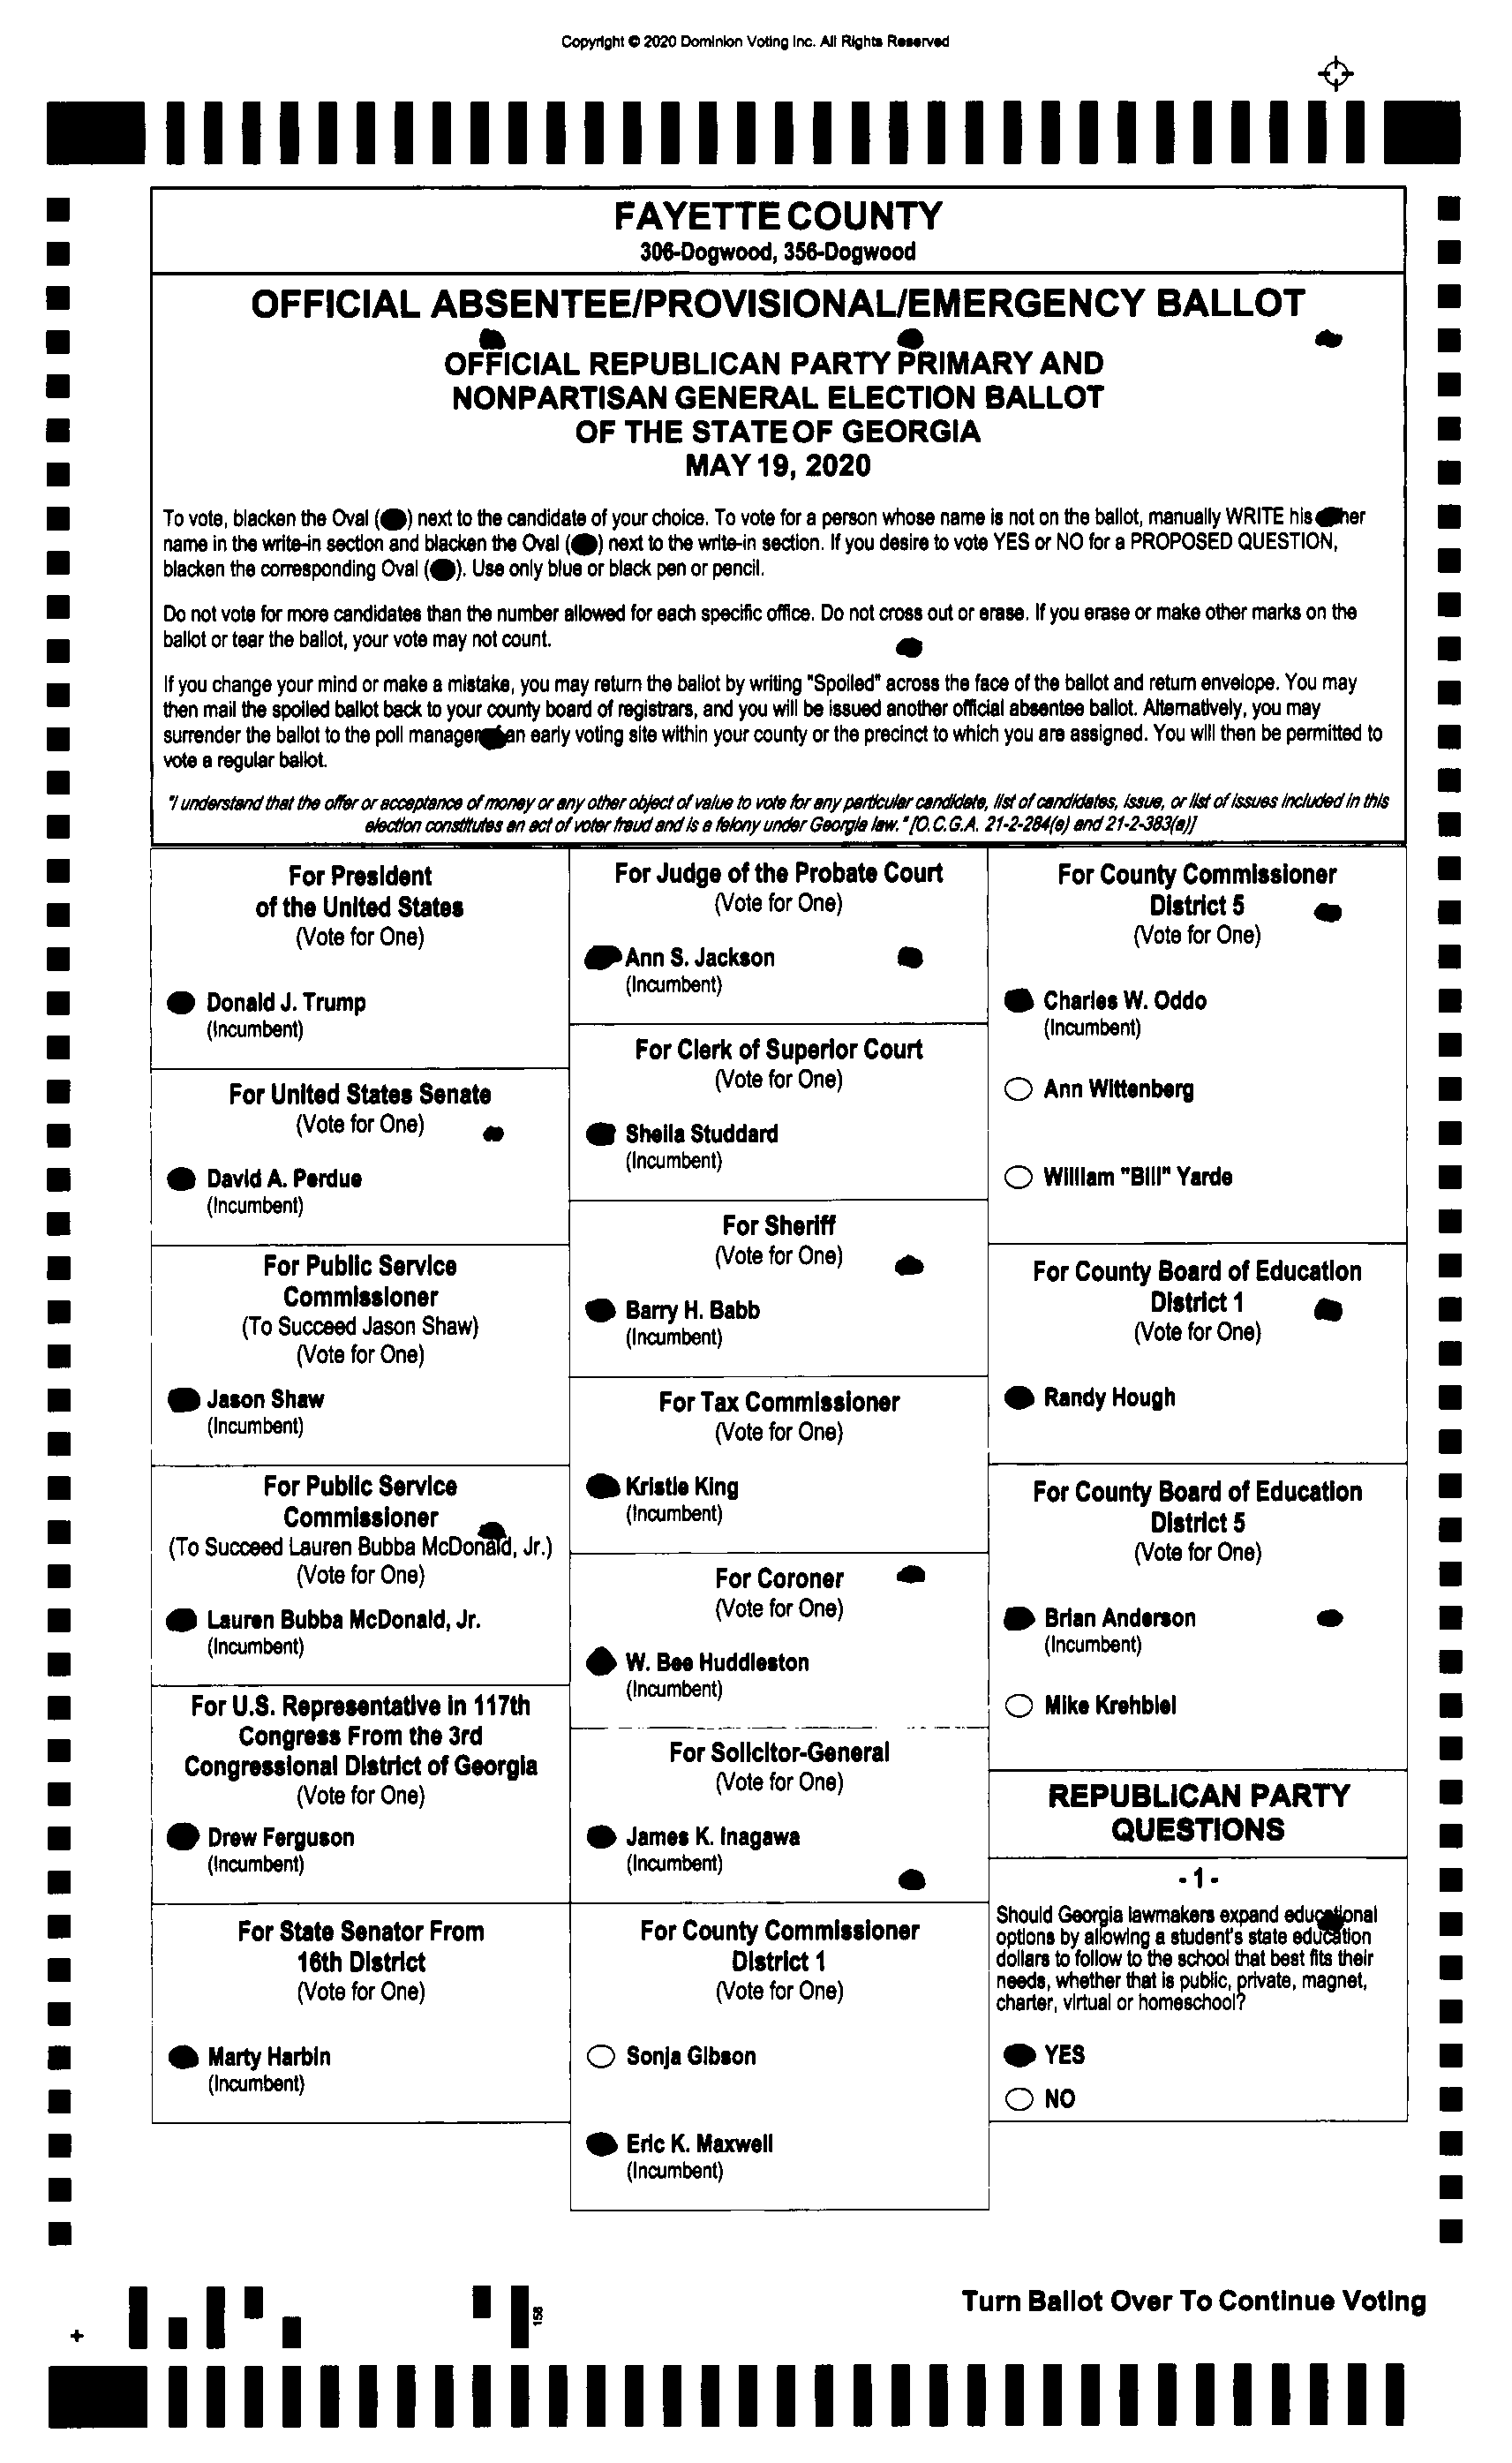 Copyright © 2020 Dominion Voting Inc. All Rights Reserved
FAYETTE COUNTY
306-Dogwood, 356-Dogwood
OFFICIAL ABSENTEE/PROVISIONAL/EMERGENCY BALLOT
OFFICIAL REPUBLICAN PARTY PRIMARY AND
NONPARTISAN GENERAL ELECTION BALLOT
OF THE STATE OF GEORGIA
MAY 19, 2020
To vote, blacken the Oval () next to the candidate of your choice. To vote for a person whose name is not on the ballot, manually WRITE his her
name in the write-in section and blacken the Oval () next to the write-in section. If you desire to vote YES or NO for a PROPOSED QUESTION,
blacken the corresponding Oval (). Use only blue or black pen or pencil.
Do not vote for more candidates than the number allowed for each specific office. Do not cross out or erase. If you erase or make other marks on the
ballot or tear the ballot, your vote may not count.
If you change your mind or make a mistake, you may return the ballot by writing "Spoiled" across the face of the ballot and return envelope. You may
then mail the spoiled ballot back to your county board of registrars, and you will be issued another official absentee ballot. Alternatively, you may
surrender the ballot to the poll manager an early voting site within your county or the precinct to which you are assigned. You will then be permitted to
vote a regular ballot.
"I understand that the offer or acceptance of money or any other object of value to vote for any particular candidate, list of candidates, issue, or list of issues included in this
election constitutes an act of voter fraud and is a felony under Georgia law." [O.C.G.A. 21-2-284(e) and 21-2-383(a)]
For President
of the United States
(Vote for One)
Donald J. Trump
(Incumbent)
For United States Senate
(Vote for One)
David A. Perdue
(Incumbent)
For Public Service
Commissioner
(To Succeed Jason Shaw)
(Vote for One)
Jason Shaw
(Incumbent)
For Public Service
Commissioner
(To Succeed Lauren Bubba McDonald, Jr.)
(Vote for One)
Lauren Bubba McDonald, Jr.
(Incumbent)
For U.S. Representative in 117th
Congress From the 3rd
Congressional District of Georgia
(Vote for One)
Drew Ferguson
(Incumbent)
For State Senator From
16th District
(Vote for One)
Marty Harbin
(Incumbent)
For Judge of the Probate Court
(Vote for One)
Ann S. Jackson
(Incumbent)
For Clerk of Superior Court
(Vote for One)
Sheila Studdard
(Incumbent)
For Sheriff
(Vote for One)
Barry H. Babb
(Incumbent)
For Tax Commissioner
(Vote for One)
Kristie King
(Incumbent)
For Coroner
(Vote for One)
W. Bee Huddleston
(Incumbent)
For Solicitor-General
(Vote for One)
James K. Inagawa
(Incumbent)
For County Commissioner
District 1
(Vote for One)
Sonja Gibson
Eric K. Maxwell
(Incumbent)
For County Commissioner
District 5
(Vote for One)
Charles W. Oddo
(Incumbent)
Ann Wittenberg
William "Bill" Yarde
For County Board of Education
District 1
(Vote for One)
Randy Hough
For County Board of Education
District 5
(Vote for One)
Brian Anderson
(Incumbent)
Mike Krehbiel
REPUBLICAN PARTY
QUESTIONS
- 1 -
Should Georgia lawmakers expand educational
options by allowing a student's state education
dollars to follow to the school that best fits their
needs, whether that is public, private, magnet,
charter, virtual or homeschool?
YES
NO
158
Turn Ballot Over To Continue Voting